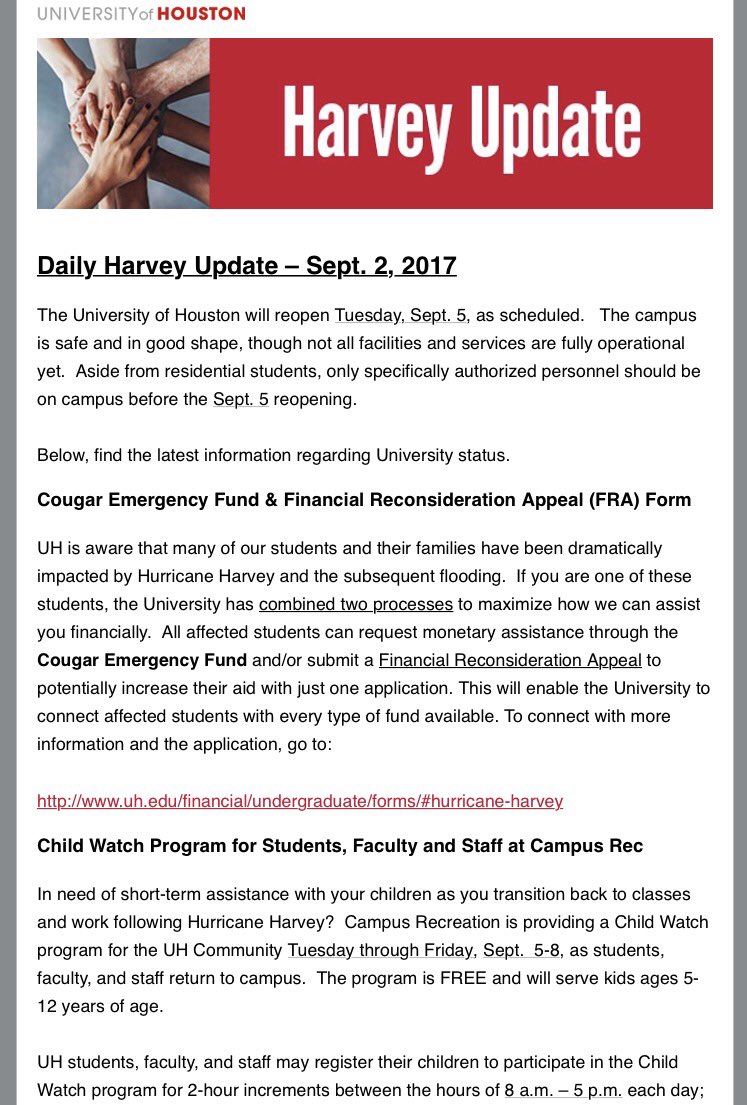 UNIVERSITY of HOUSTON
Harvey Update
Daily Harvey Update – Sept. 2, 2017
The University of Houston will reopen Tuesday, Sept. 5, as scheduled. The campus
is safe and in good shape, though not all facilities and services are fully operational
yet. Aside from residential students, only specifically authorized personnel should be
on campus before the Sept. 5 reopening.
Below, find the latest information regarding University status.
Cougar Emergency Fund & Financial Reconsideration Appeal (FRA) Form
UH is aware that many of our students and their families have been dramatically
impacted by Hurricane Harvey and the subsequent flooding. If you are one of these
students, the University has combined two processes to maximize how we can assist
you financially. All affected students can request monetary assistance through the
Cougar Emergency Fund and/or submit a Financial Reconsideration Appeal to
potentially increase their aid with just one application. This will enable the University to
connect affected students with every type of fund available. To connect with more
information and the application, go to:
http://www.uh.edu/financial/undergraduate/forms/#hurricane-harvey
Child Watch Program for Students, Faculty and Staff at Campus Rec
In need of short-term assistance with your children as you transition back to classes
and work following Hurricane Harvey? Campus Recreation is providing a Child Watch
program for the UH Community Tuesday through Friday, Sept. 5-8, as students,
faculty, and staff return to campus. The program is FREE and will serve kids ages 5-
12 years of age.
UH students, faculty, and staff may register their children to participate in the Child
Watch program for 2-hour increments between the hours of 8 a.m. – 5 p.m. each day;